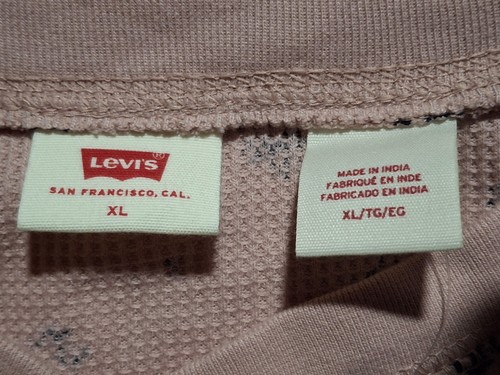 LEVI'S
SAN FRANCISCO, CAL.
XL
MADE IN INDIA
FABRIQUÉ EN INDE
FABRICADO EN INDIA
XL/TG/EG